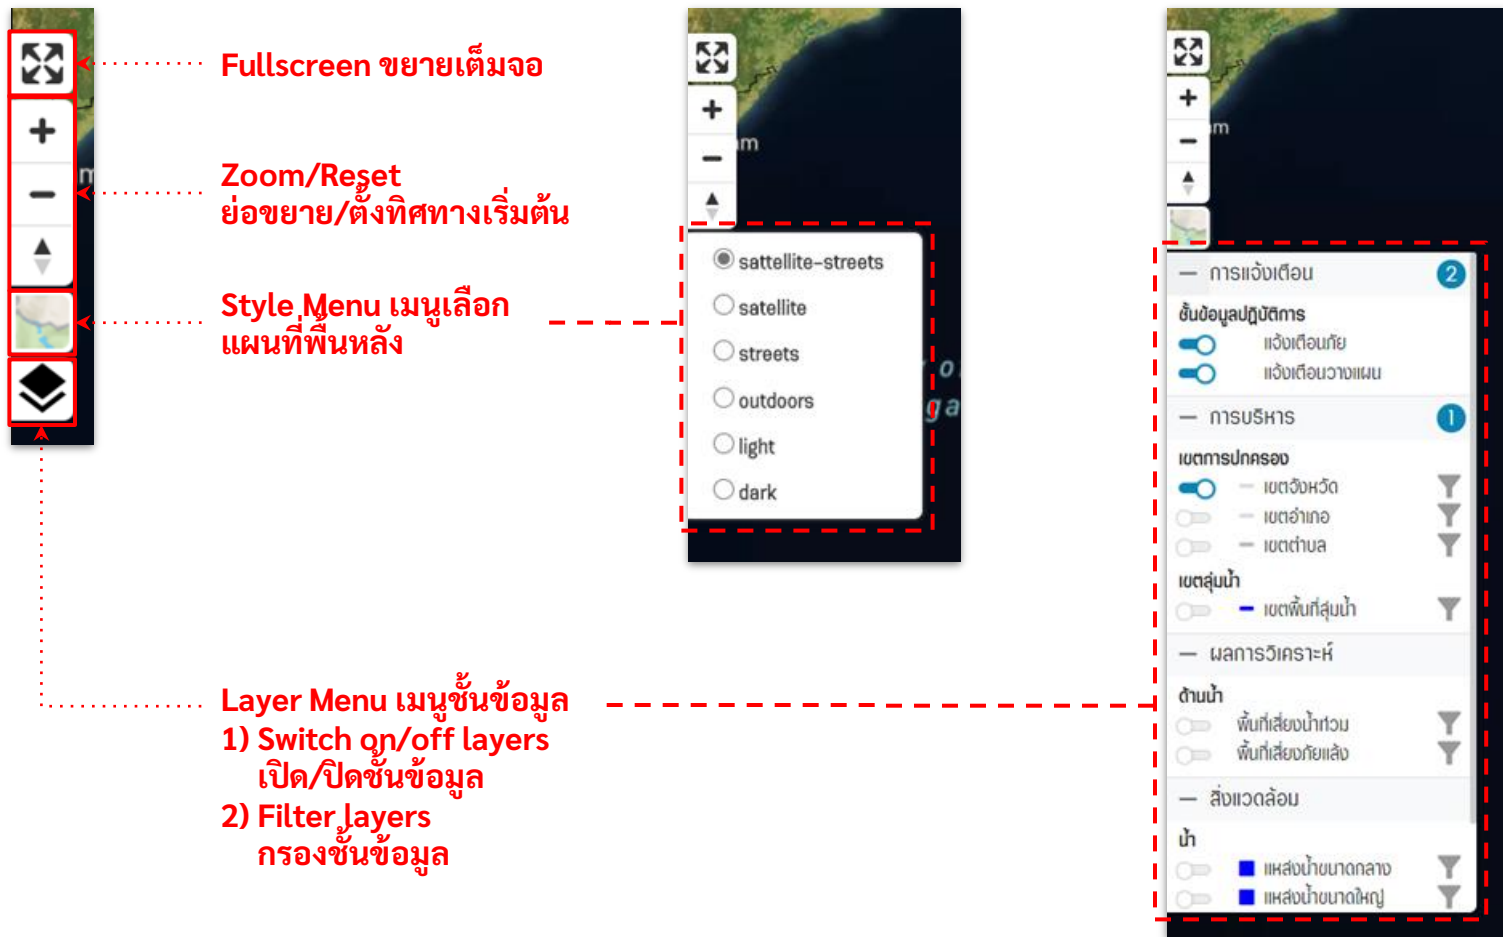 Fullscreen ขยายเต็มจอ
Zoom/Reset
ย่อขยาย/ตั้งทิศทางเริ่มต้น
Style Menu เมนูเลือก
แผนที่พื้นหลัง
Layer Menu เมนูชั้นข้อมูล
1) Switch on/off layers
เปิด/ปิดชั้นข้อมูล
2) Filter layers
กรองชั้นข้อมูล
m
sattellite-streets
satellite
streets
outdoors
light
dark
ga
m
การแจ้งเตือน 2
ชั้นข้อมูลปฏิบัติการ
แจ้งเตือนภัย
แจ้งเตือนวางแผน
การบริหาร 1
เขตการปกครอง
เขตจังหวัด
เขตอำเภอ
เขตตำบล
เขตลุ่มน้ำ
เขตพื้นที่ลุ่มน้ำ
ผลการวิเคราะห์
ด้านน้ำ
พื้นที่เสี่ยงน้ำท่วม
พื้นที่เสี่ยงภัยแล้ง
สิ่งแวดล้อม
น้ำ
แหล่งน้ำขนาดกลาง
แหล่งน้ำขนาดใหญ่